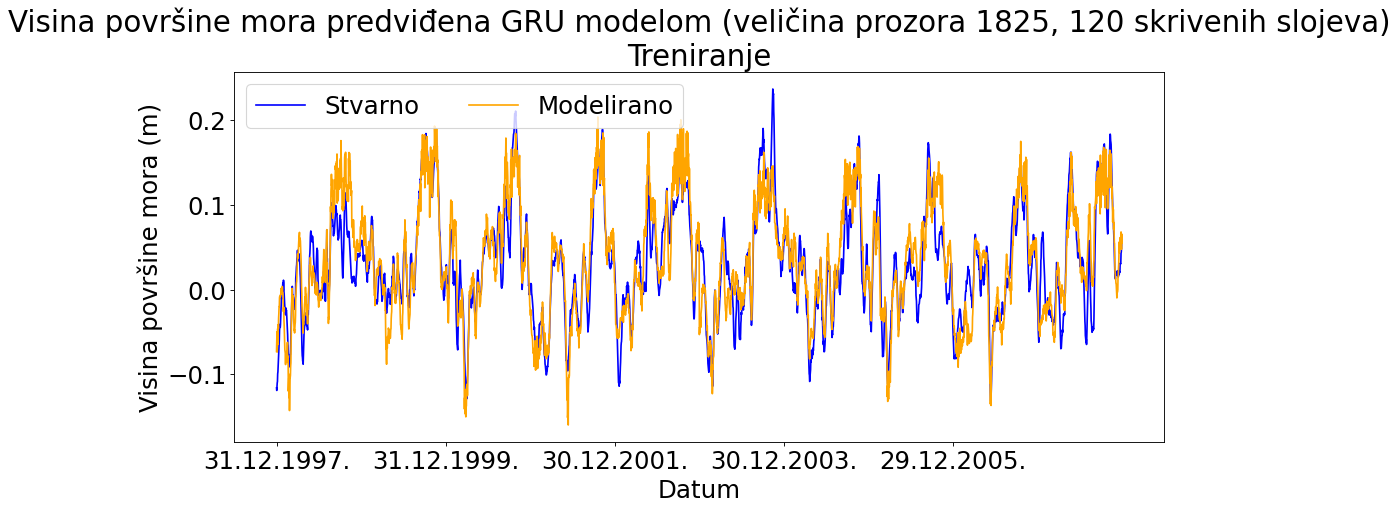 Visina površine mora predviđena GRU modelom (veličina prozora 1825, 120 skrivenih slojeva)
Treniranje
Stvarno Modelirano
Visina površine mora (m)
0.2
0.1
0.0
−0.1
31.12.1997. 31.12.1999. 30.12.2001. 30.12.2003. 29.12.2005.
Datum